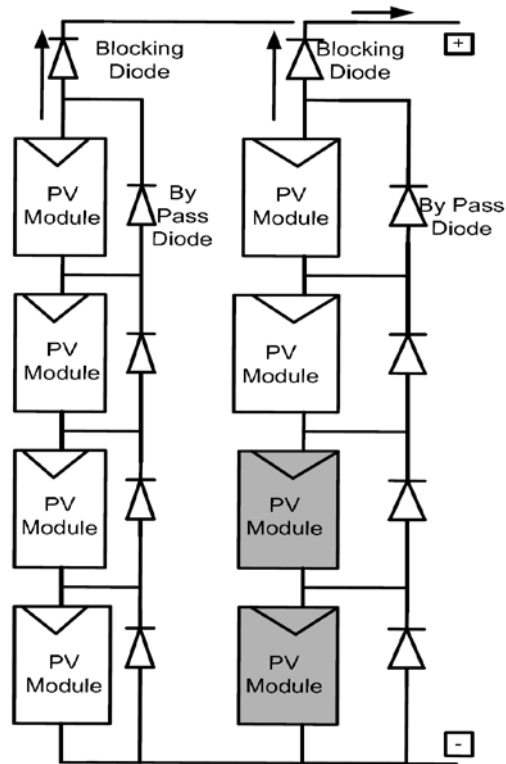 Blocking
Diode
Blocking
Diode
+
PV
Module
By
Pass
Diode
PV
Module
By Pass
Diode
PV
Module
PV
Module
PV
Module
PV
Module
PV
Module
PV
Module
-